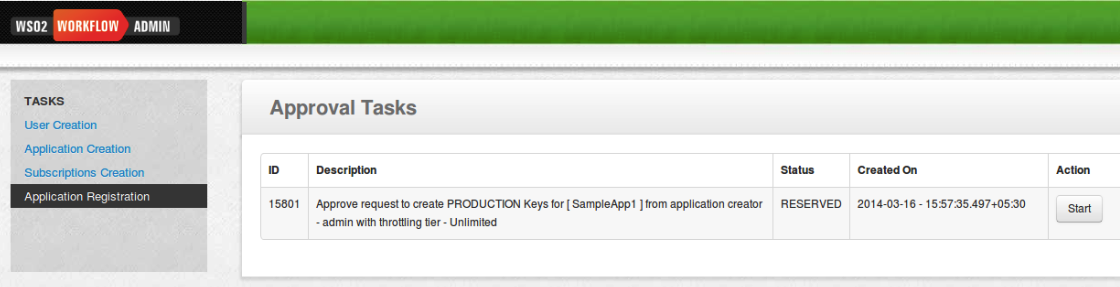 WSO2 WORKFLOW ADMIN
TASKS
User Creation
Application Creation
Subscriptions Creation
Application Registration
Approval Tasks
ID Description Status Created On Action
15801 Approve request to create PRODUCTION Keys for [ SampleApp1 ] from application creator RESERVED 2014-03-16 - 15:57:35.497+05:30 Start
- admin with throttling tier - Unlimited